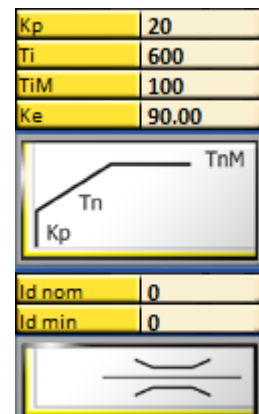 Kp 20
Ti 600
TiM 100
Ke 90.00
TnM
Tn
Kp
Id nom 0
Id min 0